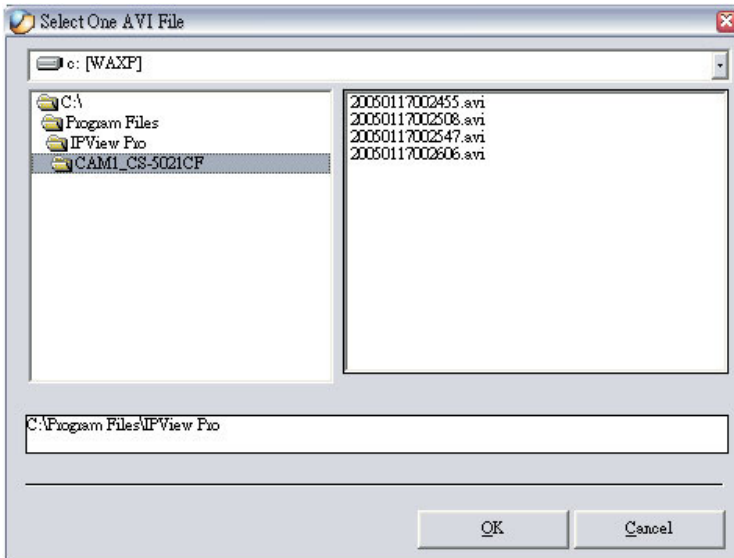 Select One AVI File
c: [WAXP]
C:\
Program Files
IPView Pro
CAM1_CS-5021CF
20050117002455.avi
20050117002508.avi
20050117002547.avi
20050117002606.avi
C:\Program Files\IPView Pro
OK
Cancel